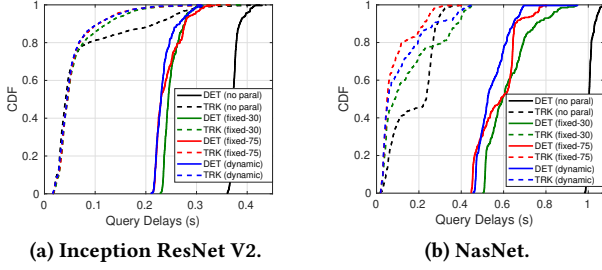 1
0.8
0.6
0.4
0.2
0
CDF
DET (no paral)
TRK (no paral)
DET (fixed-30)
TRK (fixed-30)
DET (fixed-75)
TRK (fixed-75)
DET (dynamic)
TRK (dynamic)
0 0.1 0.2 0.3 0.4
Query Delays (s)
(a) Inception ResNet V2.
1
0.8
0.6
0.4
0.2
0
CDF
DET (no paral)
TRK (no paral)
DET (fixed-30)
TRK (fixed-30)
DET (fixed-75)
TRK (fixed-75)
DET (dynamic)
TRK (dynamic)
0 0.2 0.4 0.6 0.8 1
Query Delays (s)
(b) NasNet.